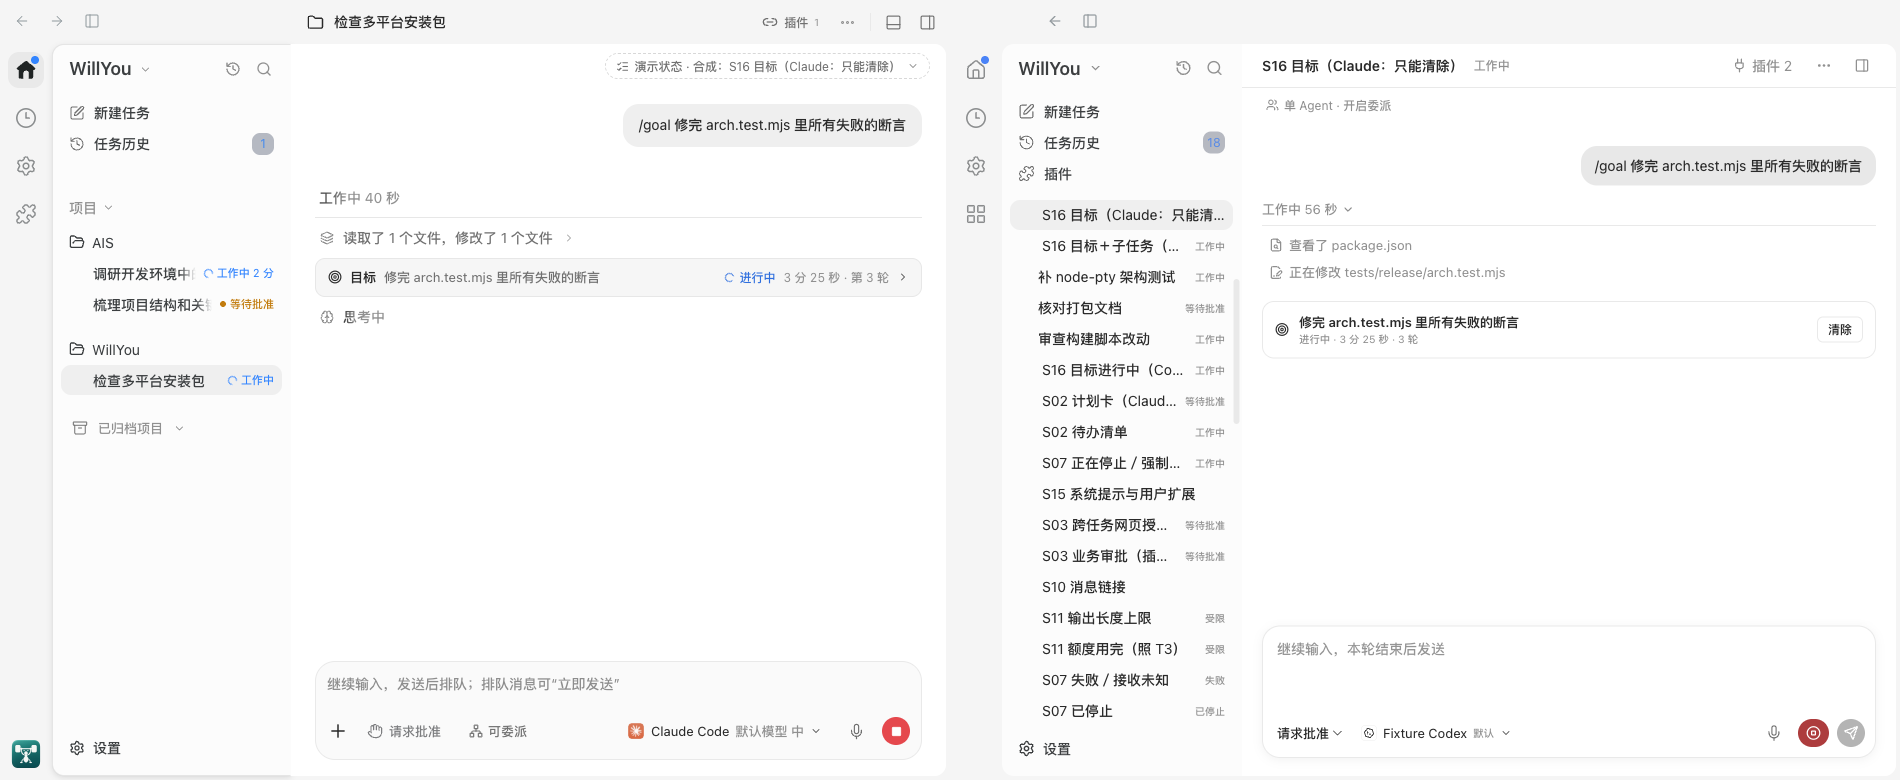 检查多平台安装包
插件 1
WillYou
新建任务
任务历史
1
项目
AIS
调研开发环境中
工作中 2 分
梳理项目结构和关
等待批准
WillYou
检查多平台安装包
工作中
已归档项目
设置
演示状态 · 合成：S16 目标（Claude：只能清除）
/goal 修完 arch.test.mjs 里所有失败的断言
工作中 40 秒
读取了 1 个文件，修改了 1 个文件
目标 修完 arch.test.mjs 里所有失败的断言
进行中 3 分 25 秒 · 第 3 轮
思考中
继续输入，发送后排队；排队消息可“立即发送”
请求批准
可委派
Claude Code 默认模型 中
WillYou
新建任务
任务历史
18
插件
S16 目标（Claude：只能清...
S16 目标＋子任务（...
工作中
补 node-pty 架构测试
工作中
核对打包文档
等待批准
审查构建脚本改动
工作中
S16 目标进行中（Co...
工作中
S02 计划卡（Claud...
等待批准
S02 待办清单
工作中
S07 正在停止 / 强制...
工作中
S15 系统提示与用户扩展
S03 跨任务网页授...
等待批准
S03 业务审批（插...
等待批准
S10 消息链接
S11 输出长度上限
受限
S11 额度用完（照 T3）
受限
S07 失败 / 接收未知
失败
S07 已停止
已停止
设置
S16 目标（Claude：只能清除） 工作中
插件 2
单 Agent · 开启委派
/goal 修完 arch.test.mjs 里所有失败的断言
工作中 56 秒
查看了 package.json
正在修改 tests/release/arch.test.mjs
修完 arch.test.mjs 里所有失败的断言
进行中 · 3 分 25 秒 · 3 轮
清除
继续输入，本轮结束后发送
请求批准
Fixture Codex 默认